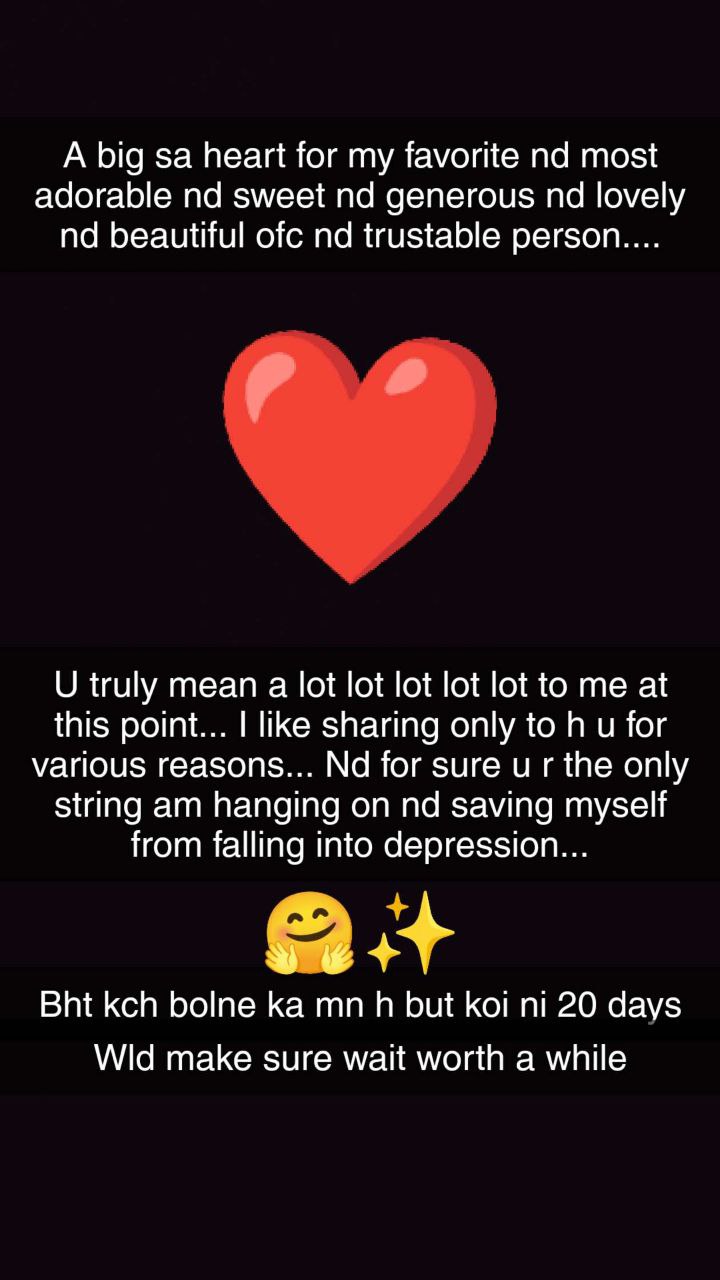 A big sa heart for my favorite nd most
adorable nd sweet nd generous nd lovely
nd beautiful ofc nd trustable person....
U truly mean a lot lot lot lot lot to me at
this point... I like sharing only to h u for
various reasons... Nd for sure u r the only
string am hanging on nd saving myself
from falling into depression...
Bht kch bolne ka mn h but koi ni 20 days
Wld make sure wait worth a while